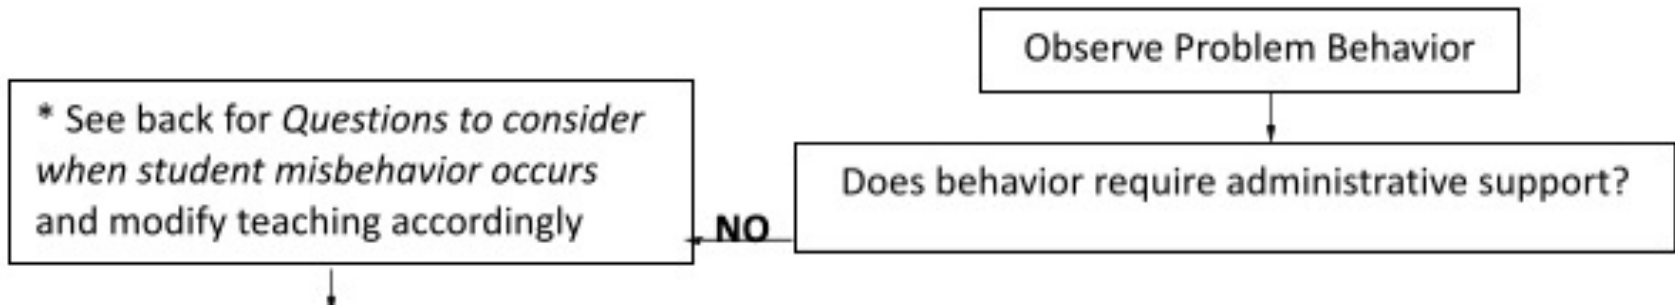 Observe Problem Behavior
* See back for Questions to consider
when student misbehavior occurs
and modify teaching accordingly
Does behavior require administrative support?
NO